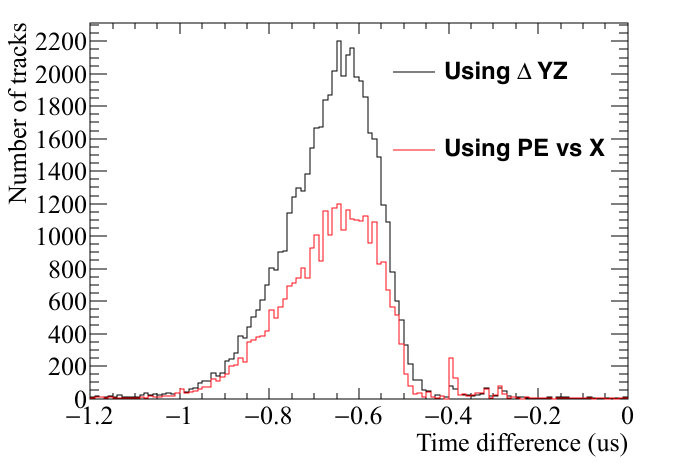 Number of tracks
2200
2000
1800
1600
1400
1200
1000
800
600
400
200
0
Using Δ YZ
Using PE vs X
−1.2 −1 −0.8 −0.6 −0.4 −0.2 0
Time difference (us)